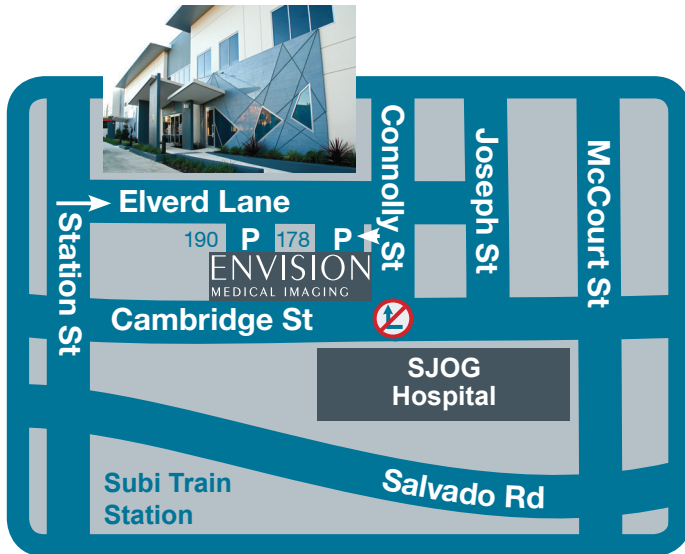 Connolly St
Joseph St
McCourt St
Elverd Lane
Station St
190 P 178 P
ENVISION
MEDICAL IMAGING
Cambridge St
SJOG
Hospital
Salvado Rd
Subi Train
Station